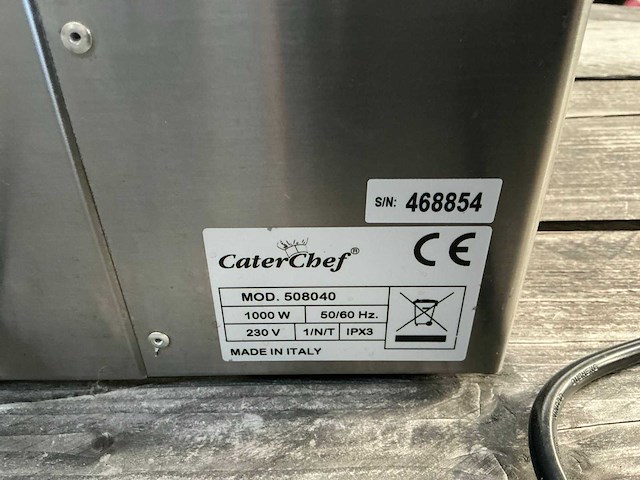 S/N: 468854
CaterChef® CE
MOD. 508040
1000 W 50/60 Hz.
230 V 1/N/T IPX3
MADE IN ITALY